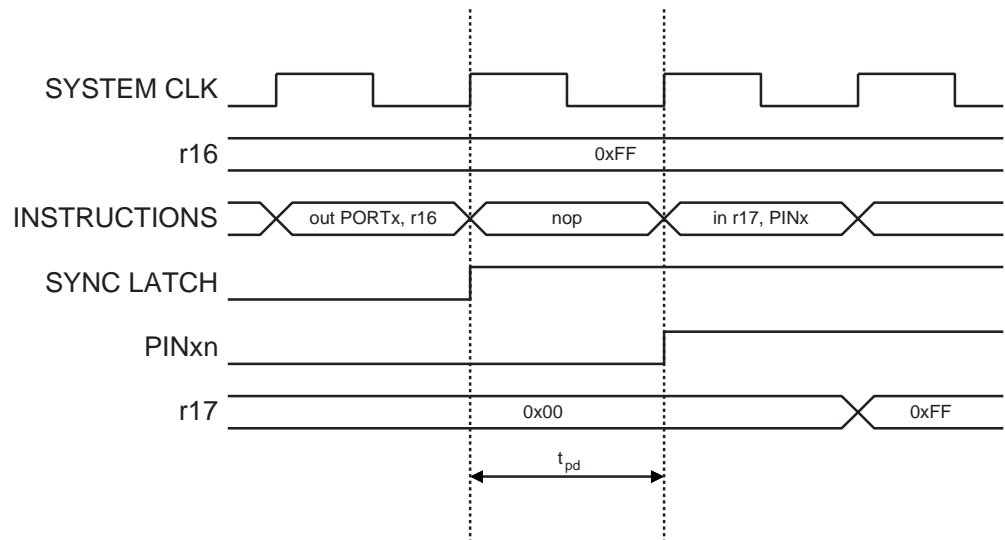 SYSTEM CLK
r16
0xFF
INSTRUCTIONS
out PORTx, r16
nop
in r17, PINx
SYNC LATCH
PINxn
r17
0x00
0xFF
tpd